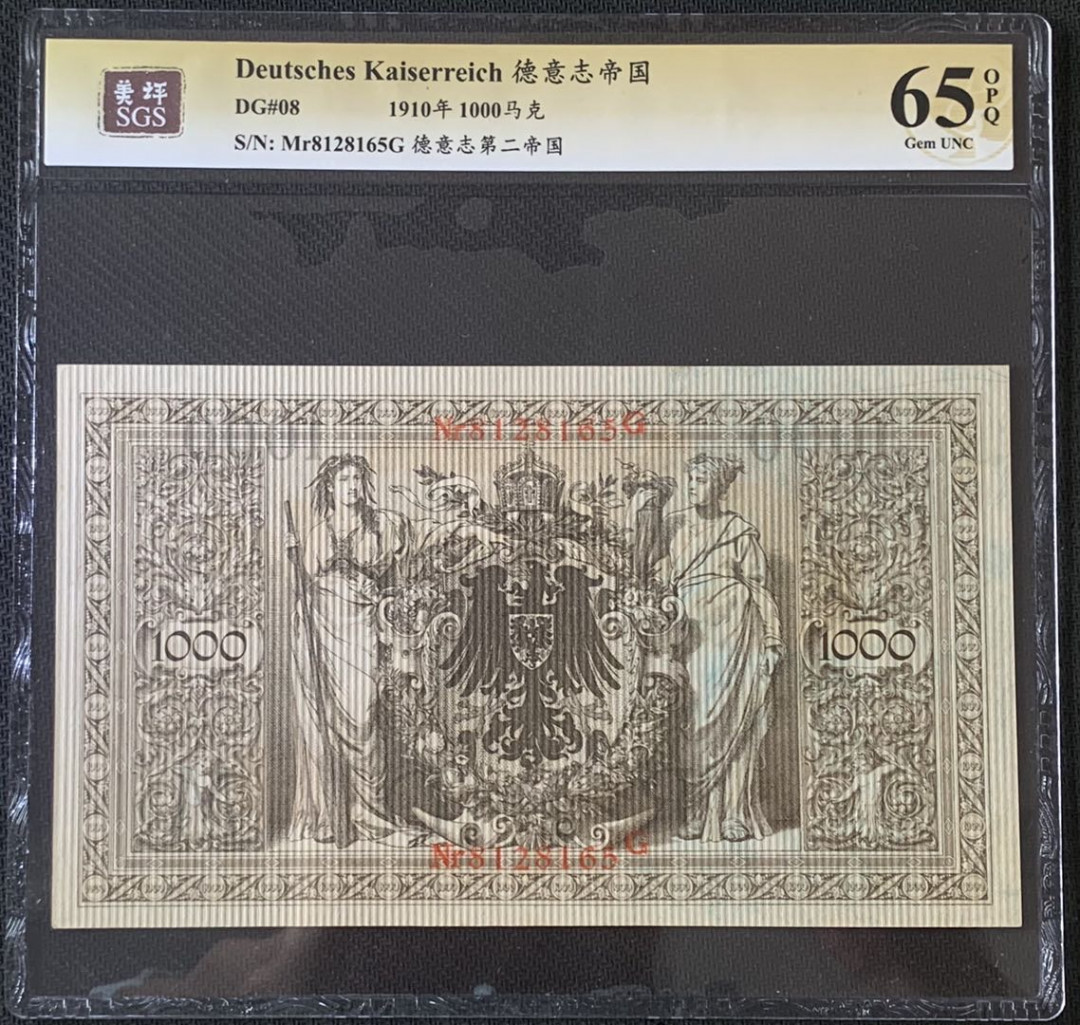 美评
SGS
Deutsches Kaiserreich 德意志帝国
DG#08 1910年 1000马克
S/N: Mr8128165G 德意志第二帝国
65 OPQ
Gem UNC
Nr8128165G
1000 1000
Nr8128165G